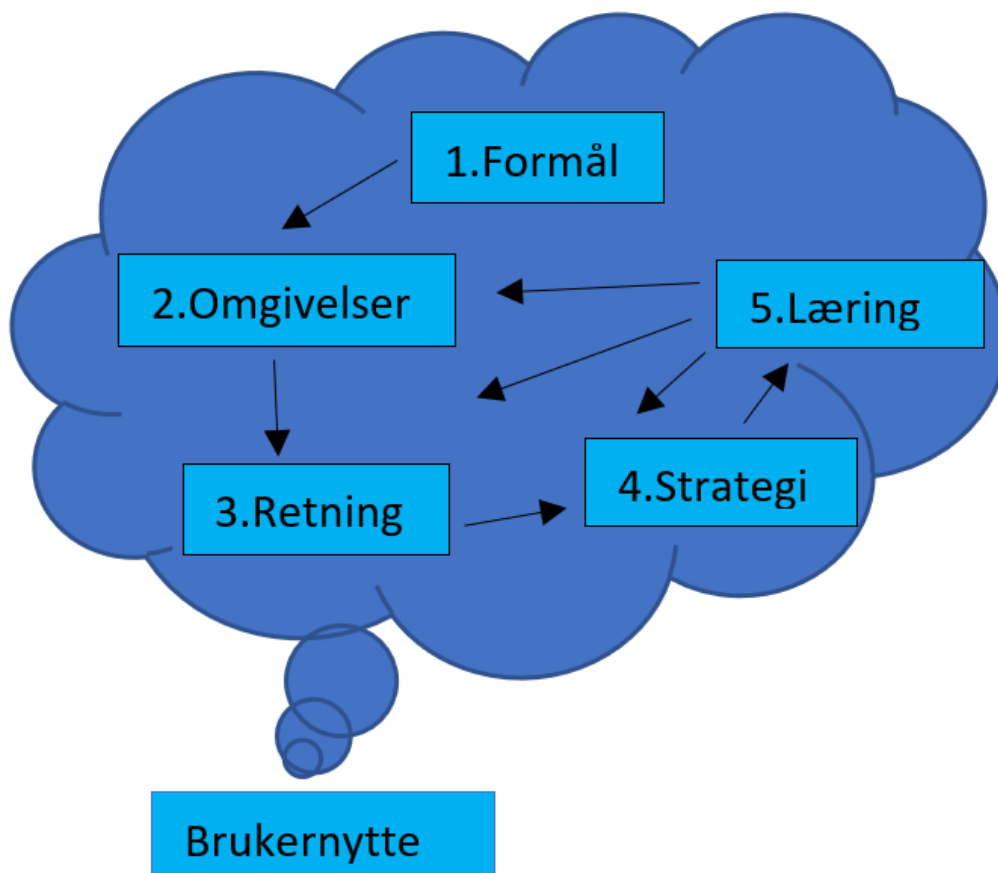 1.Formål
2.Omgivelser
5.Læring
3.Retning
4.Strategi
Brukernytte